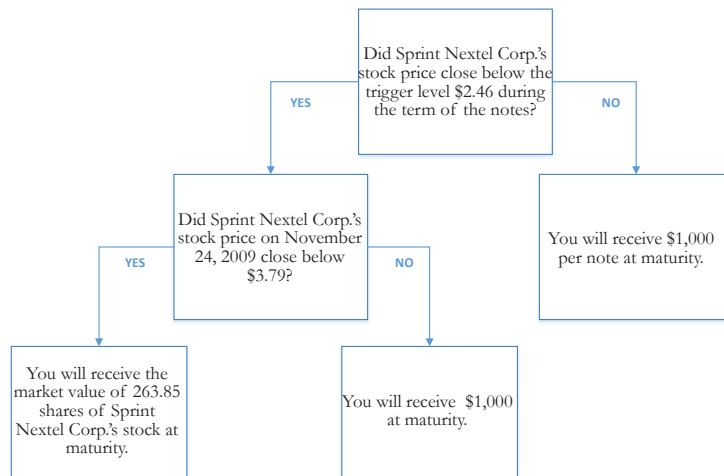 Did Sprint Nextel Corp.'s
stock price close below the
trigger level $2.46 during
the term of the notes?
YES
NO
Did Sprint Nextel Corp.'s
stock price on November
24, 2009 close below
$3.79?
You will receive $1,000
per note at maturity.
YES
NO
You will receive the
market value of 263.85
shares of Sprint
Nextel Corp.'s stock at
maturity.
You will receive $1,000
at maturity.